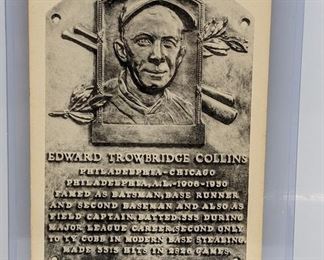 EDWARD TROWBRIDGE COLLINS
PHILADELPHIA-CHICAGO
PHILADELPHIA, A.L.-1906-1930
FAMED AS BATSMAN, BASE RUNNER
AND SECOND BASEMAN AND ALSO AS
FIELD CAPTAIN. BATTED .333 DURING
MAJOR LEAGUE CAREER, SECOND ONLY
TO TY COBB IN MODERN BASE STEALING.
MADE 3313 HITS IN 2826 GAMES.